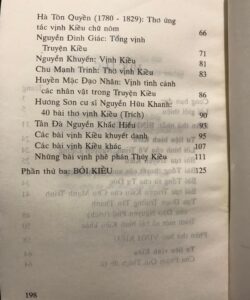 Hà Tôn Quyền (1780 - 1829): Thơ ứng
tác vịnh Kiều chữ nôm 66
Nguyễn Đình Giác: Tổng vịnh
Truyện Kiều 71
Nguyễn Khuyến: Vịnh Kiều 81
Chu Mạnh Trinh: Thơ vịnh Kiều 83
Huyền Mặc Đạo Nhân: Vịnh tình cảnh
các nhân vật trong Truyện Kiều 86
Hương Sơn cư sĩ Nguyễn Hữu Khanh:
40 bài thơ vịnh Kiều (Trích) 90
Tản Đà Nguyễn Khắc Hiếu 95
Các bài vịnh Kiều khuyết danh 95
Các bài vịnh Kiều khác 107
Những bài vịnh phê phán Thúy Kiều 111
Phần thứ ba: BÓI KIỀU 125
198